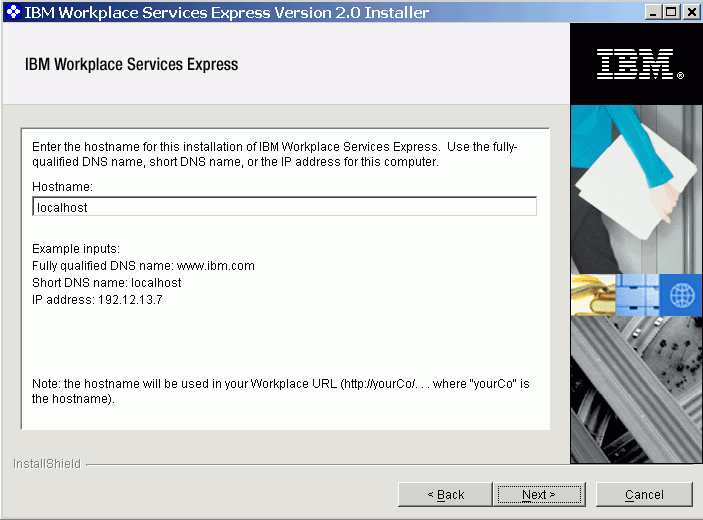 IBM Workplace Services Express Version 2.0 Installer
IBM Workplace Services Express
IBM®
Enter the hostname for this installation of IBM Workplace Services Express. Use the fully-
qualified DNS name, short DNS name, or the IP address for this computer.
Hostname:
localhost
Example inputs:
Fully qualified DNS name: www.ibm.com
Short DNS name: localhost
IP address: 192.12.13.7
Note: the hostname will be used in your Workplace URL (http://yourCo/. . . where "yourCo" is
the hostname).
InstallShield
< Back
Next >
Cancel